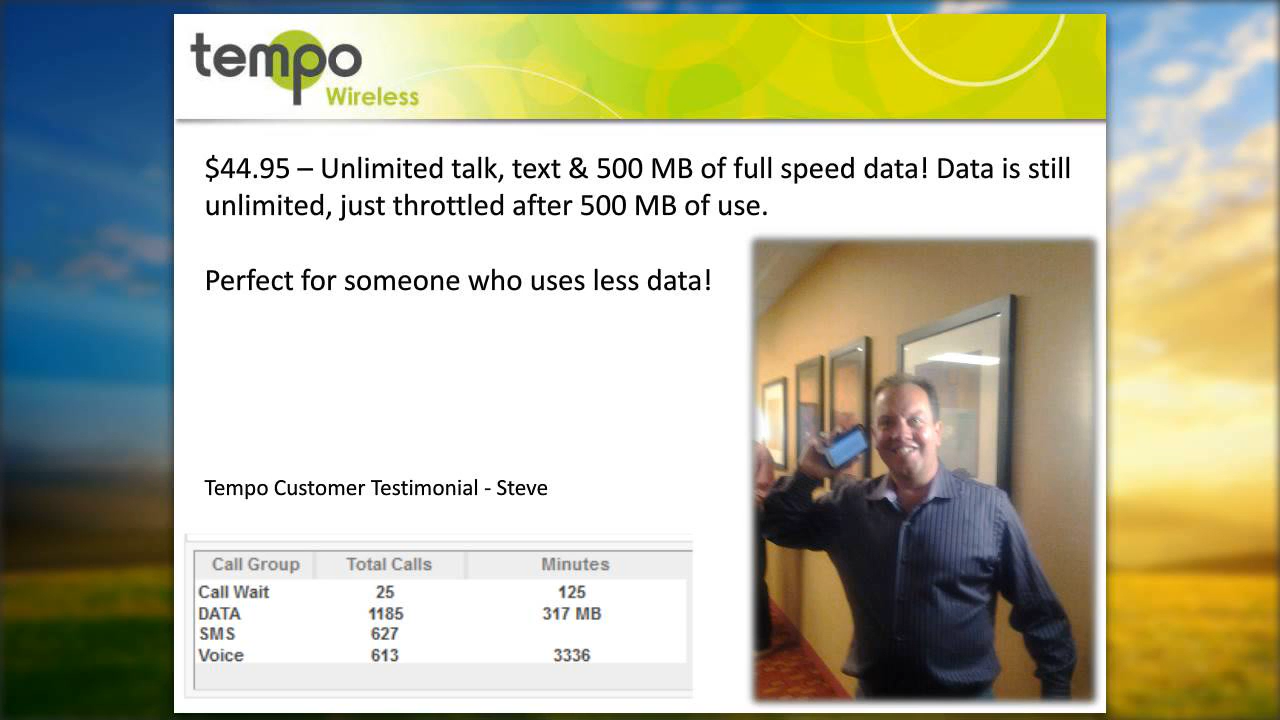 tempo
Wireless
$44.95 – Unlimited talk, text & 500 MB of full speed data! Data is still
unlimited, just throttled after 500 MB of use.
Perfect for someone who uses less data!
Tempo Customer Testimonial - Steve
Call Group Total Calls Minutes
Call Wait 25 125
DATA 1185 317 MB
SMS 627
Voice 613 3336